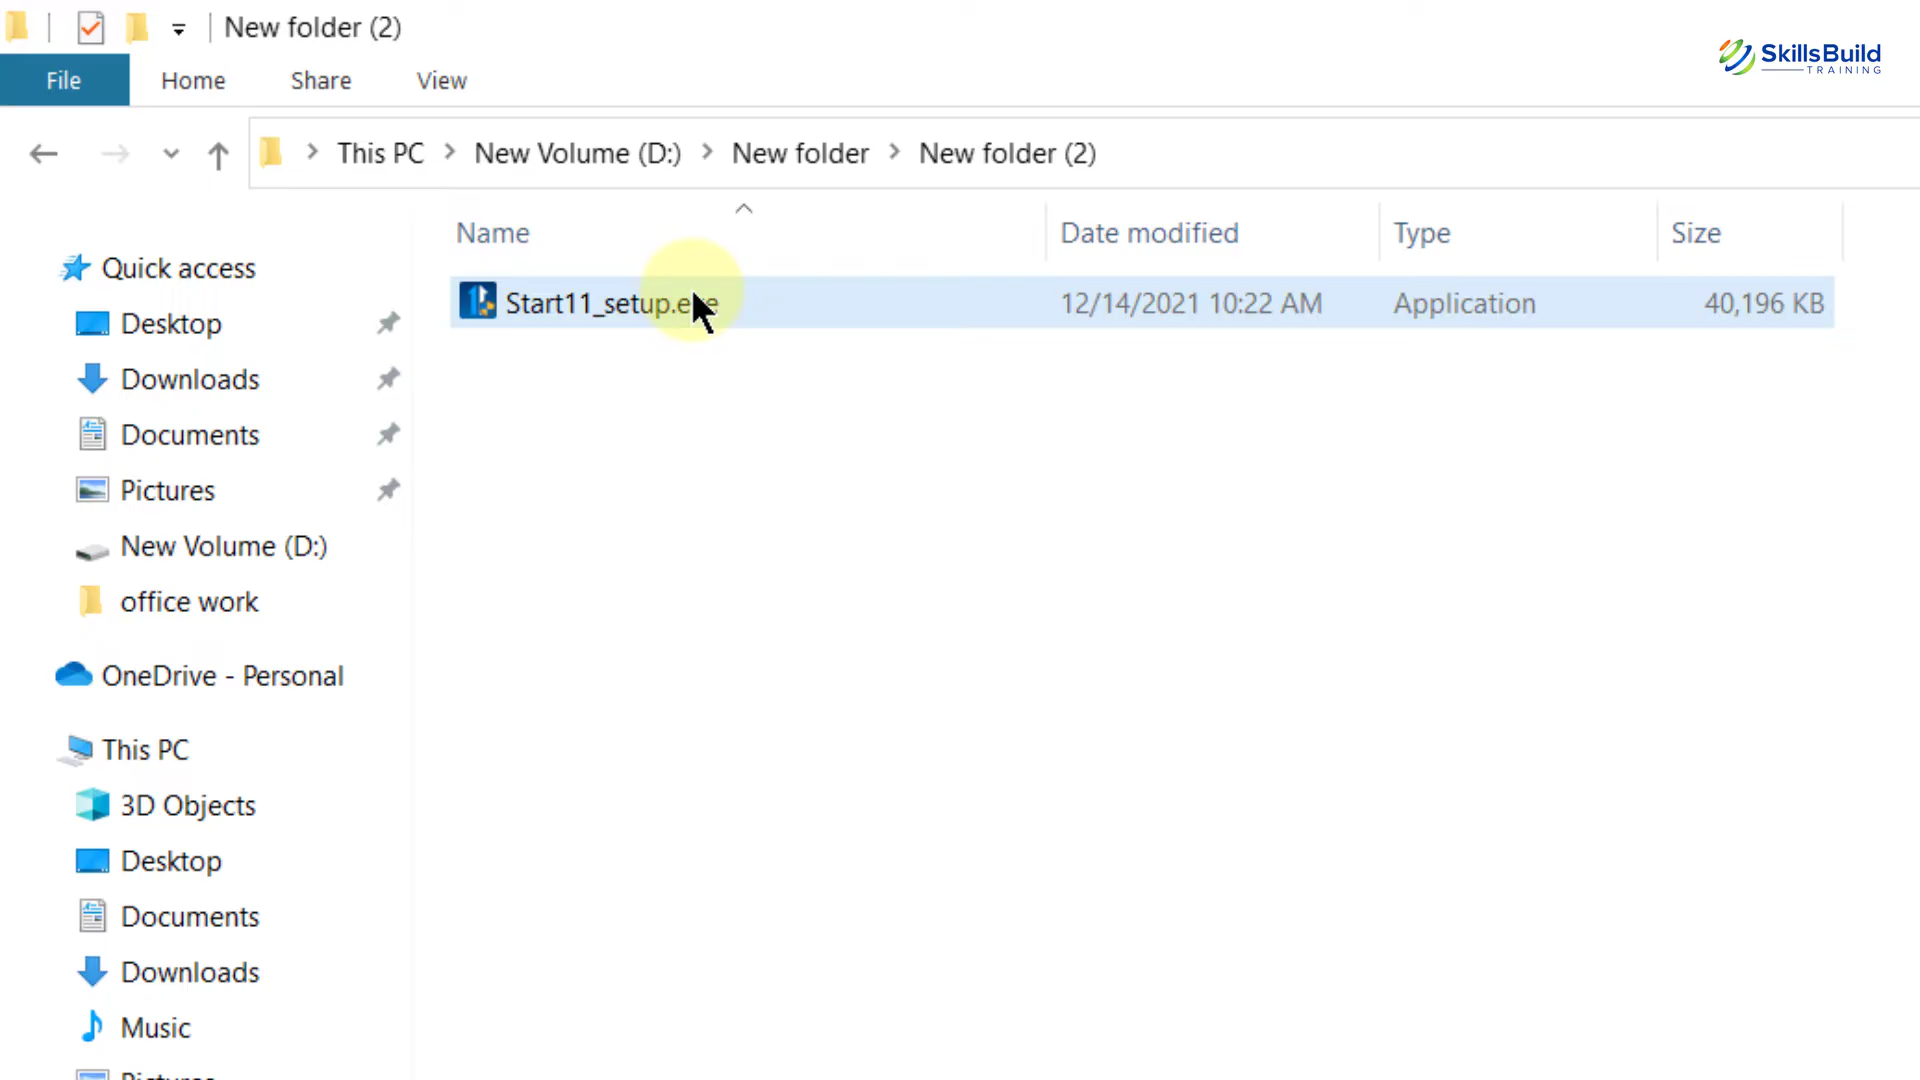 New folder (2)
SkillsBuild
TRAINING
File Home Share View
This PC New Volume (D:) New folder New folder (2)
Name Date modified Type Size
Quick access
Start11_setup.exe 12/14/2021 10:22 AM Application 40,196 KB
Desktop
Downloads
Documents
Pictures
New Volume (D:)
office work
OneDrive - Personal
This PC
3D Objects
Desktop
Documents
Downloads
Music
Pictures